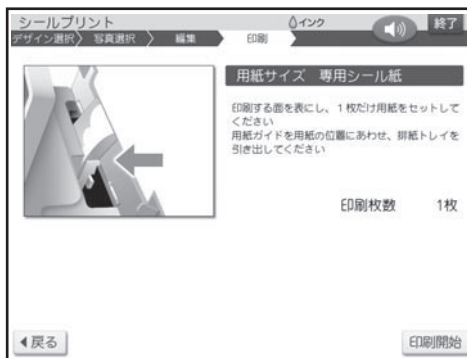 シールプリント
インク
終了
デザイン選択
写真選択
編集
印刷
用紙サイズ 専用シール紙
印刷する面を表にし、1枚だけ用紙をセットして
ください
用紙ガイドを用紙の位置にあわせ、排紙トレイを
引き出してください
印刷枚数 1枚
戻る
印刷開始